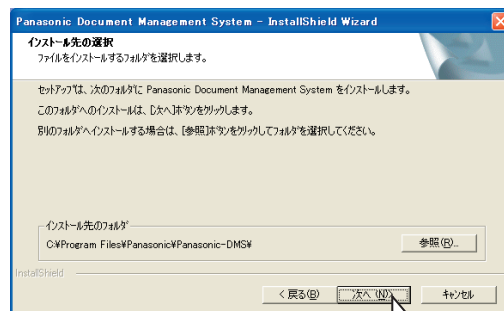 Panasonic Document Management System - InstallShield Wizard
インストール先の選択
ファイルをインストールするフォルダを選択します。
セットアップは、次のフォルダに Panasonic Document Management System をインストールします。
このフォルダへのインストールは、[次へ]ボタンをクリックします。
別のフォルダへインストールする場合は、[参照]ボタンをクリックしてフォルダを選択してください。
インストール先のフォルダ
C:¥Program Files¥Panasonic¥Panasonic-DMS¥
参照(R)...
InstallShield
< 戻る(B)
次へ (N)>
キャンセル